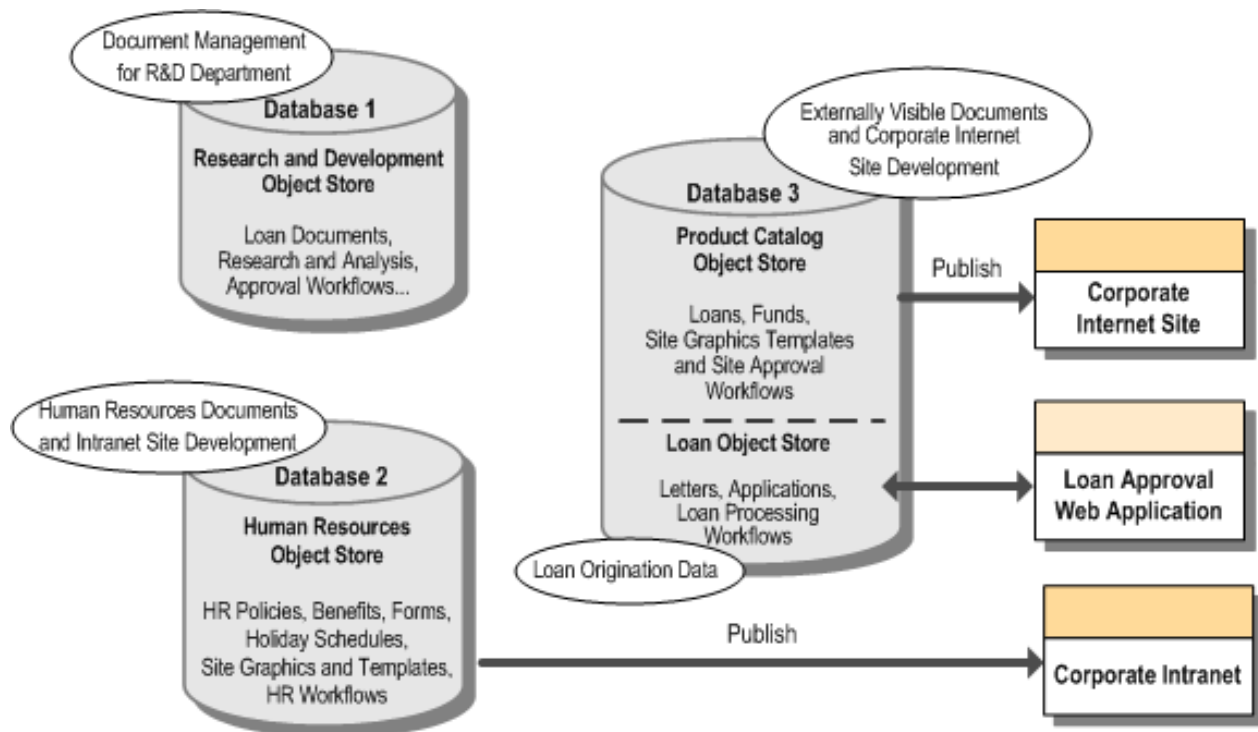 Document Management
for R&D Department
Database 1
Research and Development
Object Store
Loan Documents,
Research and Analysis,
Approval Workflows...
Human Resources Documents
and Intranet Site Development
Database 2
Human Resources
Object Store
HR Policies, Benefits, Forms,
Holiday Schedules,
Site Graphics and Templates,
HR Workflows
Externally Visible Documents
and Corporate Internet
Site Development
Database 3
Product Catalog
Object Store
Loans, Funds,
Site Graphics Templates
and Site Approval
Workflows
Loan Object Store
Letters, Applications,
Loan Processing
Workflows
Loan Origination Data
Publish
Corporate
Internet Site
Loan Approval
Web Application
Publish
Corporate Intranet